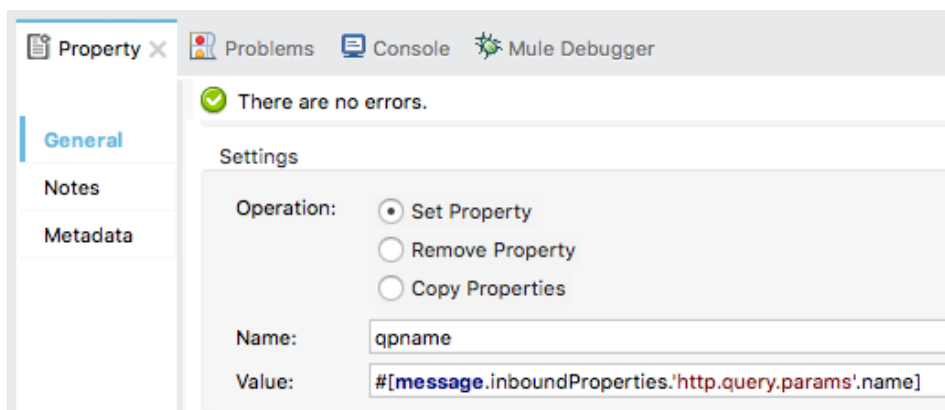 Property Problems Console Mule Debugger
There are no errors.
General
Notes
Metadata
Settings
Operation: Set Property
Remove Property
Copy Properties
Name: qpname
Value: #[message.inboundProperties.'http.query.params'.name]